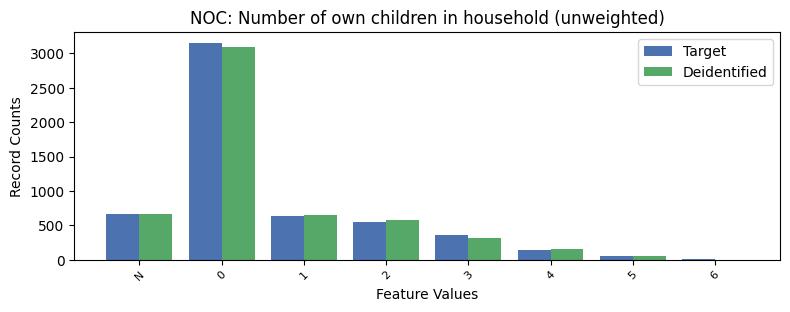 NOC: Number of own children in household (unweighted)
Target
Deidentified
Record Counts
3000
2500
2000
1500
1000
500
0
N 0 1 2 3 4 5 6
Feature Values